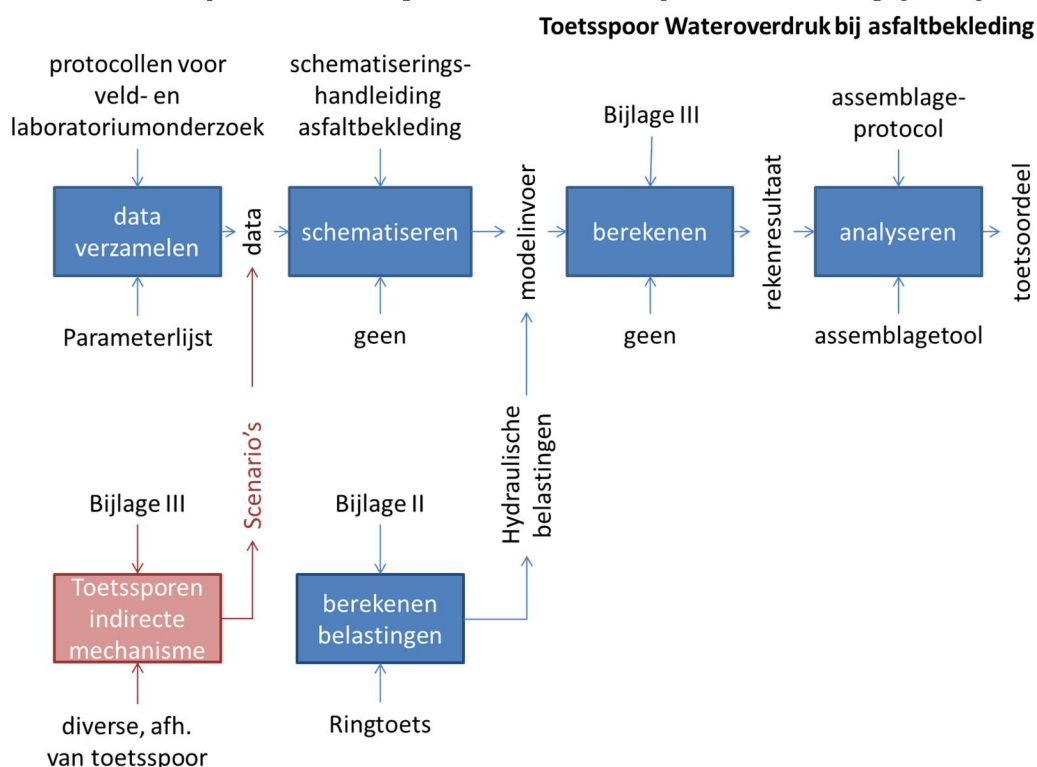 Toetsspoor Wateroverdruk bij asfaltbekleding
protocollen voor
veld- en
laboratoriumonderzoek
schematiserings-
handleiding
asfaltbekleding
Bijlage III
assemblage-
protocol
data
verzamelen
data
schematiseren
modelinvoer
berekenen
rekenresultaat
analyseren
toetsoordeel
Parameterlijst
geen
geen
assemblagetool
Scenario's
Hydraulische
belastingen
Bijlage III
Bijlage II
Toetssporen
indirecte
mechanisme
berekenen
belastingen
diverse, afh.
van toetsspoor
Ringtoets